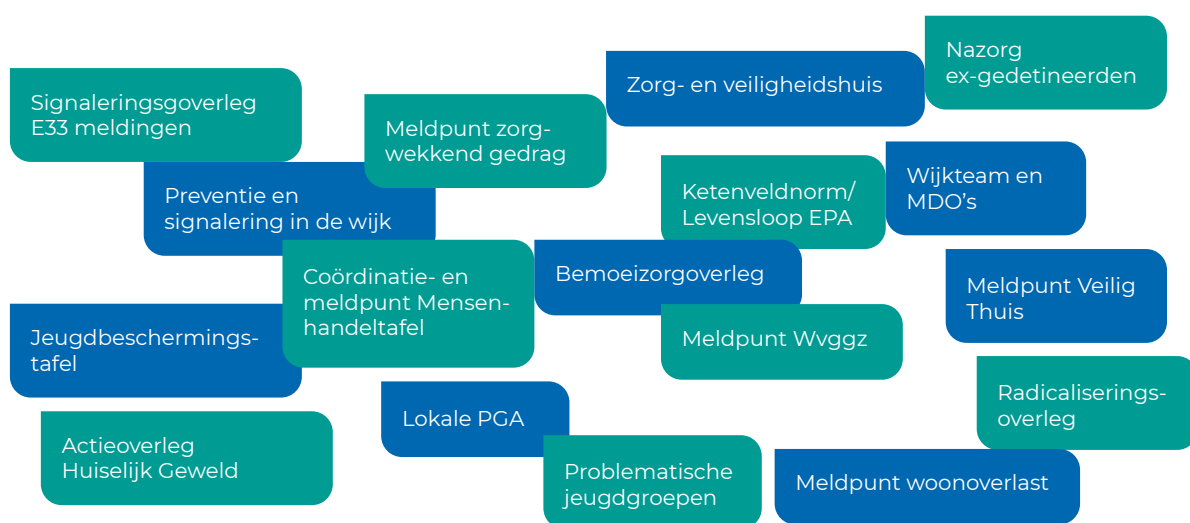 Nazorg
ex-gedetineerden
Zorg- en veiligheidshuis
Signaleringsgoverleg
E33 meldingen
Meldpunt zorg-
wekkend gedrag
Preventie en
signalering in de wijk
Ketenveldnorm/
Levensloop EPA
Wijkteam en
MDO’s
Coördinatie- en
meldpunt Mensen-
handeltafel
Bemoeizorgoverleg
Meldpunt Veilig
Thuis
Jeugdbeschermings-
tafel
Meldpunt Wvggz
Radicaliserings-
overleg
Lokale PGA
Actieoverleg
Huiselijk Geweld
Problematische
jeugdgroepen
Meldpunt woonoverlast